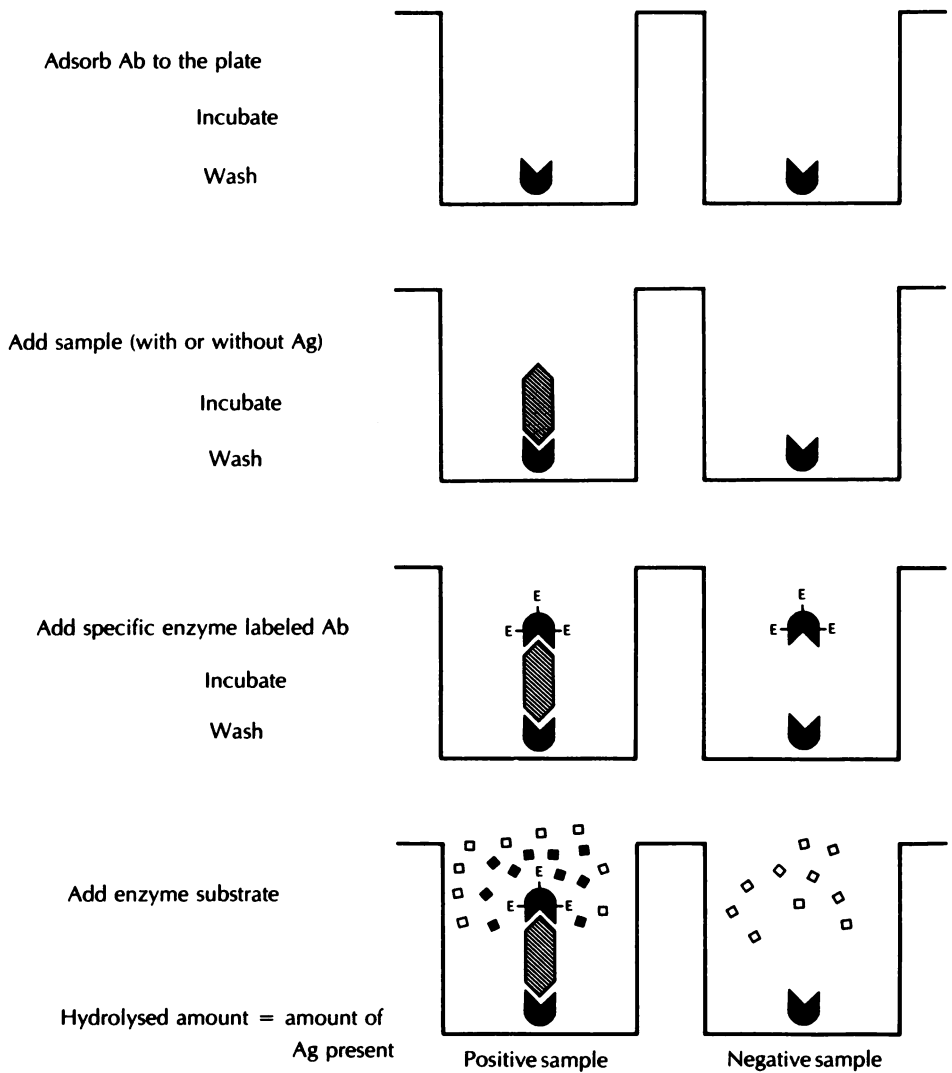 Adsorb Ab to the plate
Incubate
Wash
Add sample (with or without Ag)
Incubate
Wash
E
E
Add specific enzyme labeled Ab
E
E
E
E
Incubate
Wash
Add enzyme substrate
E
E
E
Hydrolysed amount = amount of
Ag present
Positive sample
Negative sample